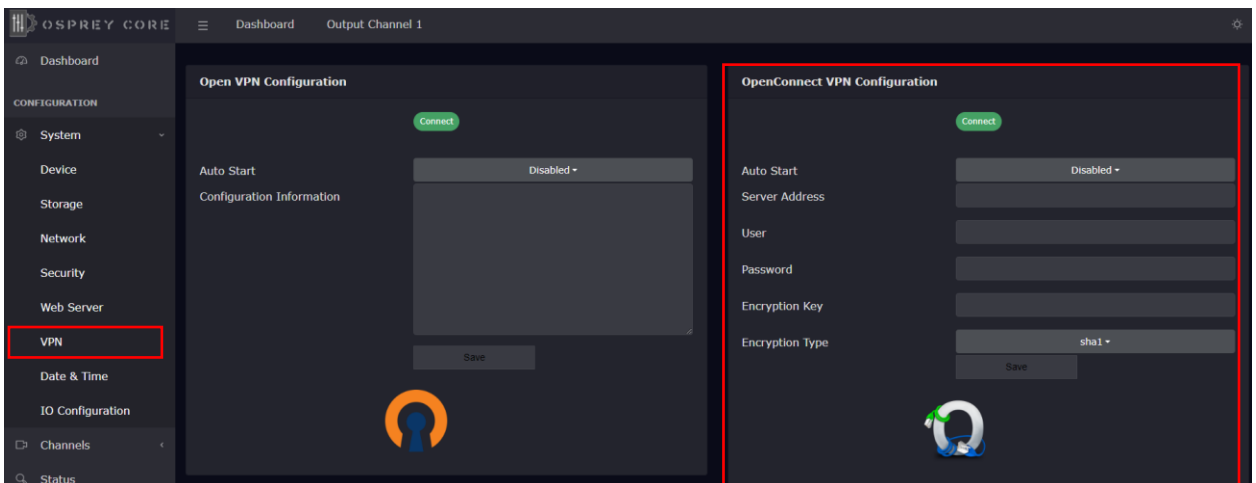 OSPREY CORE
Dashboard
Output Channel 1
Dashboard
CONFIGURATION
System
Device
Storage
Network
Security
Web Server
VPN
Date & Time
IO Configuration
Channels
Status
Open VPN Configuration
Connect
Auto Start
Disabled
Configuration Information
Save
OpenConnect VPN Configuration
Connect
Auto Start
Disabled
Server Address
User
Password
Encryption Key
Encryption Type
sha1
Save